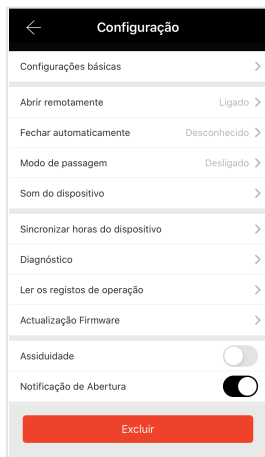 Configuração
Configurações básicas
Abrir remotamente Ligado
Fechar automaticamente Desconhecido
Modo de passagem Desligado
Som do dispositivo
Sincronizar horas do dispositivo
Diagnóstico
Ler os registos de operação
Actualização Firmware
Assiduidade
Notificação de Abertura
Excluir